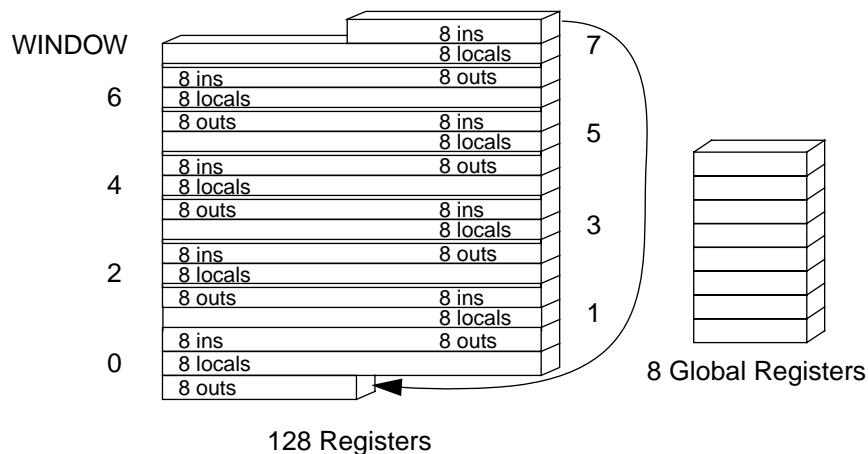 8 ins
WINDOW 8 locals 7
8 ins 8 outs
6 8 locals
8 outs 8 ins 5
8 locals
8 ins 8 outs
4 8 locals
8 outs 8 ins
8 locals 3
8 ins 8 outs
2 8 locals
8 outs 8 ins
8 locals 1
8 ins 8 outs
0 8 locals
8 outs
8 Global Registers
128 Registers